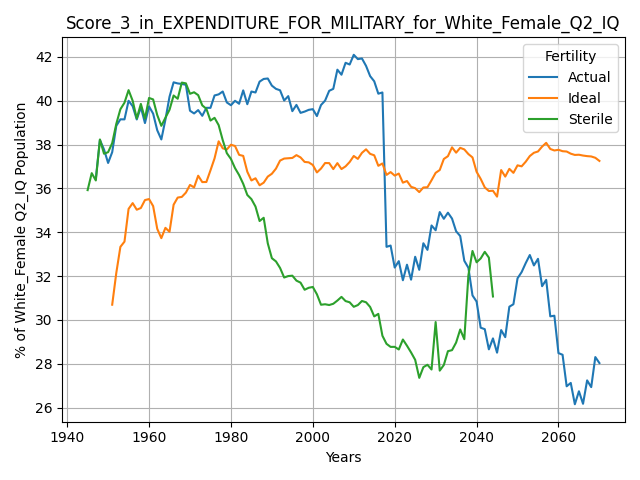 Score_3_in_EXPENDITURE_FOR_MILITARY_for_White_Female_Q2_IQ
Fertility
Actual
Ideal
Sterile
% of White_Female Q2_IQ Population
42
40
38
36
34
32
30
28
26
1940
1960
1980
2000
2020
2040
2060
Years